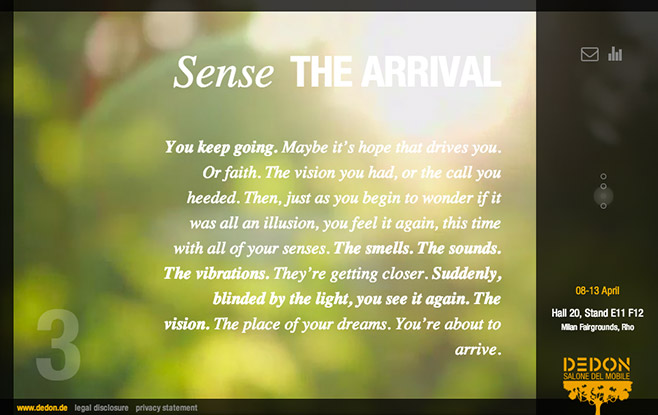 Sense THE ARRIVAL
You keep going. Maybe it's hope that drives you.
Or faith. The vision you had, or the call you
heeded. Then, just as you begin to wonder if it
was all an illusion, you feel it again, this time
with all of your senses. The smells. The sounds.
The vibrations. They're getting closer. Suddenly,
blinded by the light, you see it again. The
vision. The place of your dreams. You're about to
arrive.
3
08-13 April
Hall 20, Stand E11 F12
Milan Fairgrounds, Rho
DEDON
SALONE DEL MOBILE
www.dedon.de legal disclosure privacy statement